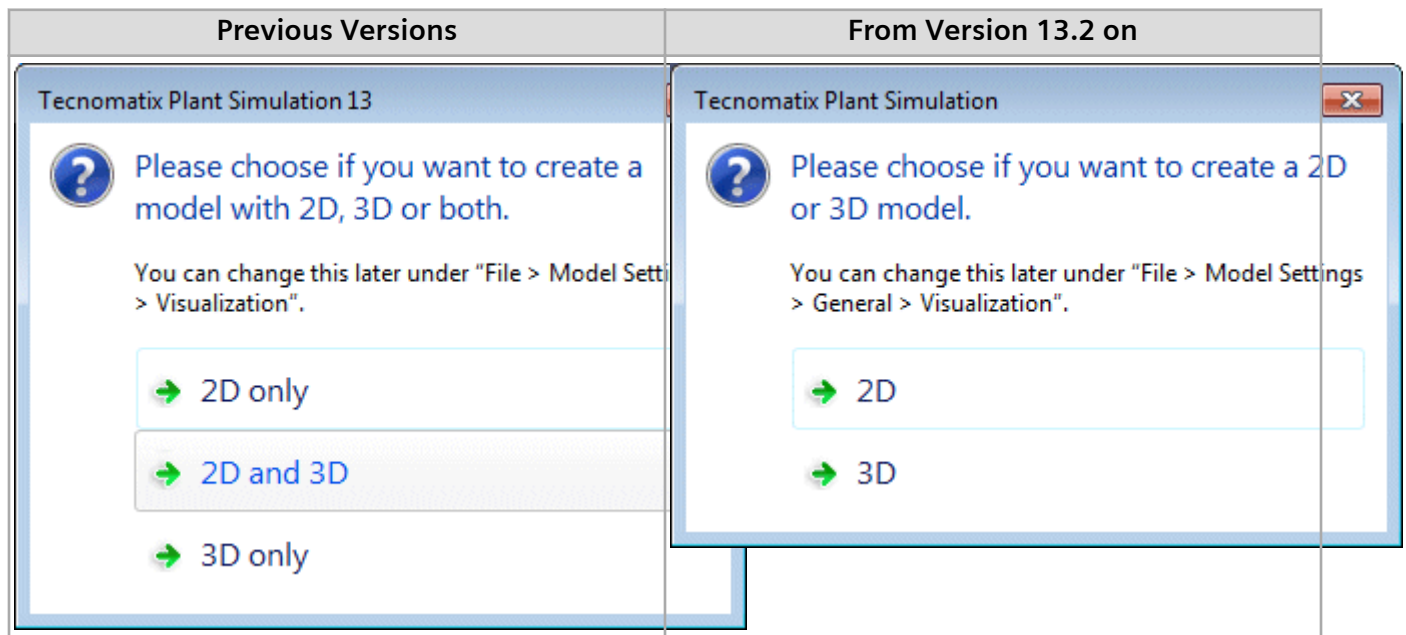 Previous Versions
From Version 13.2 on
Tecnomatix Plant Simulation 13
Please choose if you want to create a
model with 2D, 3D or both.
You can change this later under "File > Model Setti
> Visualization".
2D only
2D and 3D
3D only
Tecnomatix Plant Simulation
Please choose if you want to create a 2D
or 3D model.
You can change this later under "File > Model Settings
> General > Visualization".
2D
3D